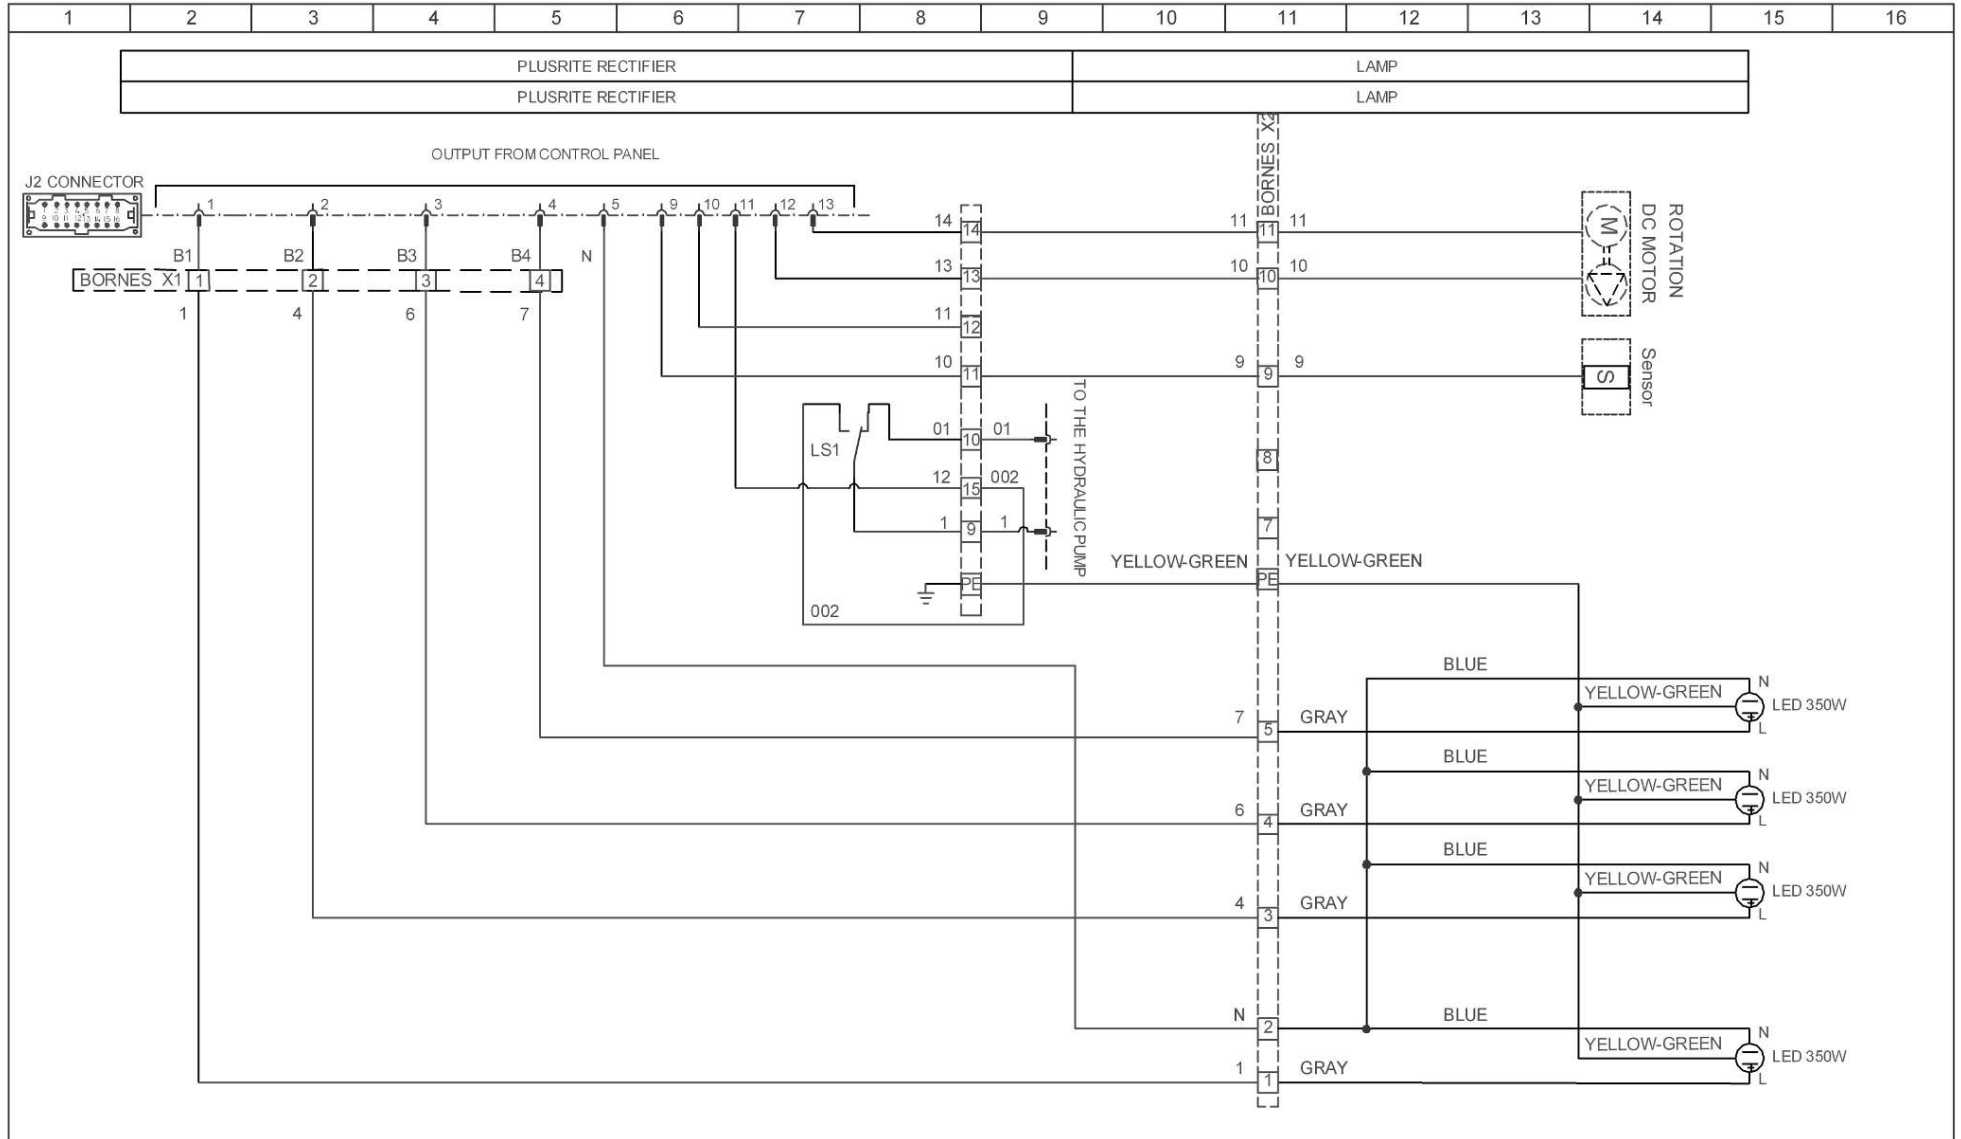 1 2 3 4 5 6 7 8 9 10 11 12 13 14 15 16
PLUSRITE RECTIFIER LAMP
PLUSRITE RECTIFIER LAMP
OUTPUT FROM CONTROL PANEL
J2 CONNECTOR
1 2 3 4 5 9 10 11 12 13
B1 B2 B3 B4 N
BORNES X1 1 2 3 4
1 4 6 7
BORNES X2
14 14 11 11 11
13 13 10 10 10
11 12
10 11 9 9 9
M
ROTATION
DC MOTOR
S
Sensor
LS1
01 10 01
12 15 002
1 9 1
TO THE HYDRAULIC PUMP
8
7
YELLOW-GREEN YELLOW-GREEN
PE PE
002
BLUE
YELLOW-GREEN N
LED 350W
7 5 GRAY L
BLUE
YELLOW-GREEN N
LED 350W
6 4 GRAY L
BLUE
YELLOW-GREEN N
LED 350W
4 3 GRAY L
N 2 BLUE
YELLOW-GREEN N
LED 350W
1 1 GRAY L